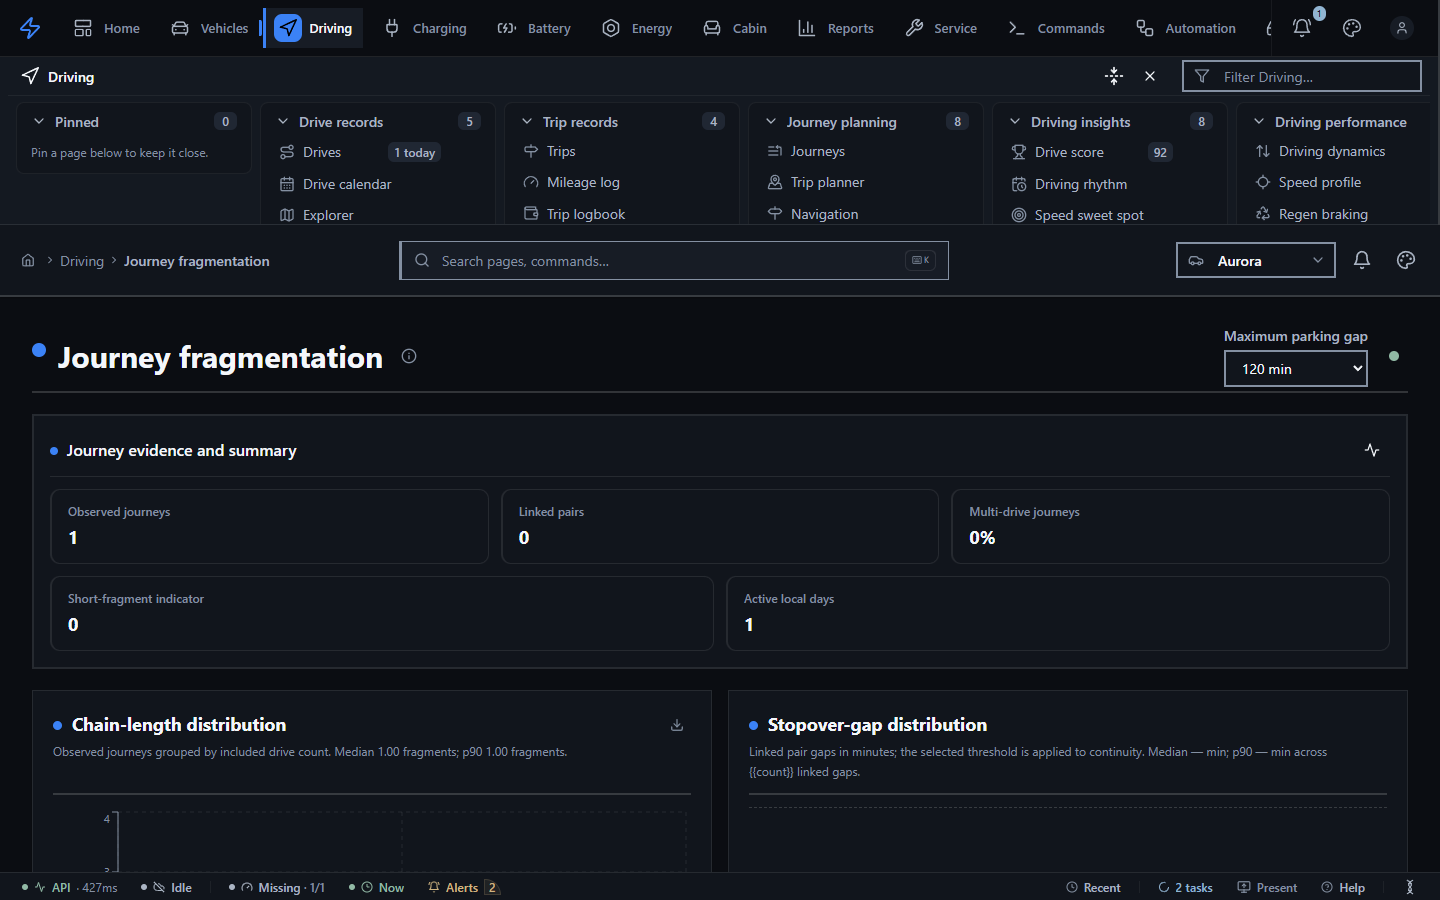 Home
Vehicles
Driving
Charging
Battery
Energy
Cabin
Reports
Service
Commands
Automation
1
Driving
Filter Driving...
Pinned 0
Pin a page below to keep it close.
Drive records 5
Drives 1 today
Drive calendar
Explorer
Trip records 4
Trips
Mileage log
Trip logbook
Journey planning 8
Journeys
Trip planner
Navigation
Driving insights 8
Drive score 92
Driving rhythm
Speed sweet spot
Driving performance
Driving dynamics
Speed profile
Regen braking
Driving
Journey fragmentation
Search pages, commands...
K
Aurora
Journey fragmentation
Maximum parking gap
120 min
Journey evidence and summary
Observed journeys
1
Linked pairs
0
Multi-drive journeys
0%
Short-fragment indicator
0
Active local days
1
Chain-length distribution
Observed journeys grouped by included drive count. Median 1.00 fragments; p90 1.00 fragments.
4
3
Stopover-gap distribution
Linked pair gaps in minutes; the selected threshold is applied to continuity. Median — min; p90 — min across
{{count}} linked gaps.
API · 427ms
Idle
Missing · 1/1
Now
Alerts 2
Recent
2 tasks
Present
Help